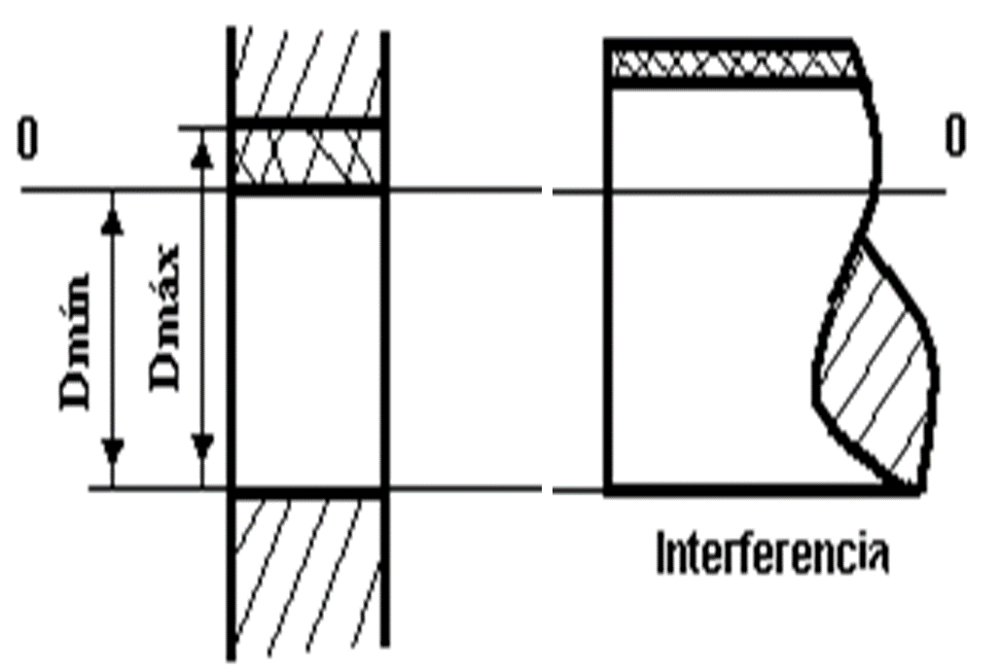 0
0
Dmín
Dmáx
Interferencia